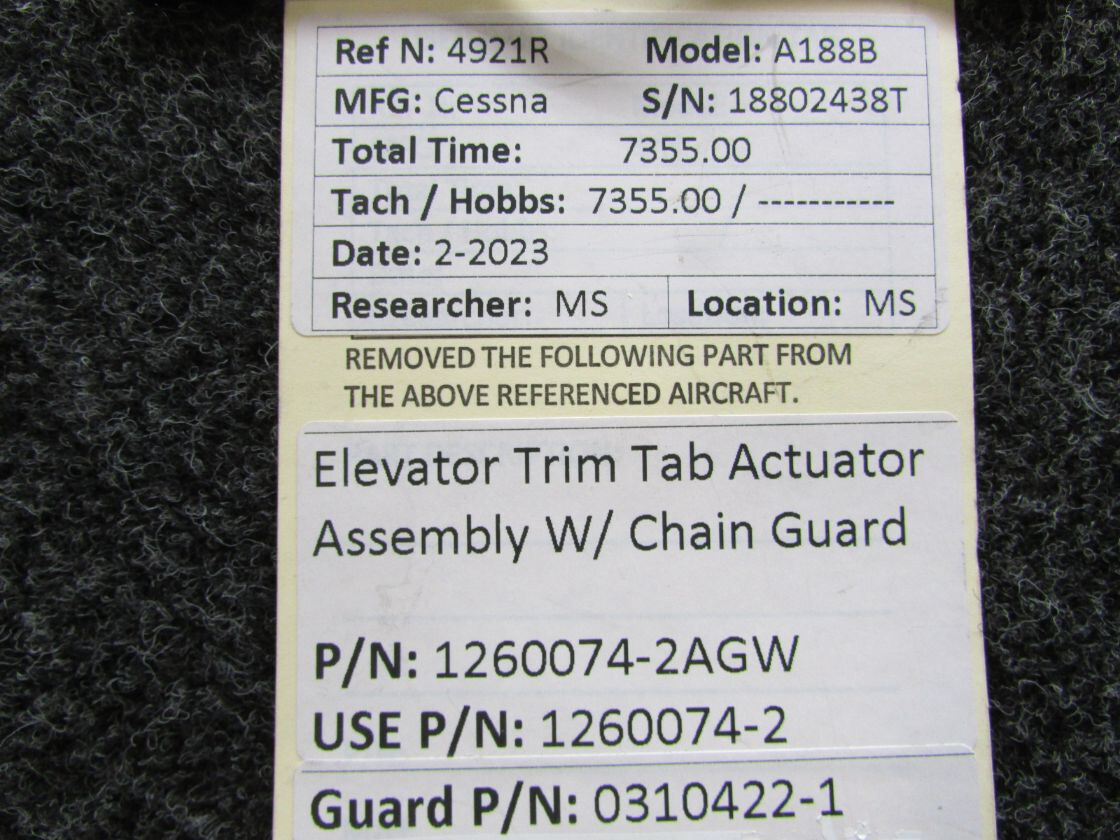 Ref N: 4921R Model: A188B
MFG: Cessna S/N: 18802438T
Total Time: 7355.00
Tach / Hobbs: 7355.00 / -----------
Date: 2-2023
Researcher: MS Location: MS
REMOVED THE FOLLOWING PART FROM
THE ABOVE REFERENCED AIRCRAFT.
Elevator Trim Tab Actuator
Assembly W/ Chain Guard
P/N: 1260074-2AGW
USE P/N: 1260074-2
Guard P/N: 0310422-1